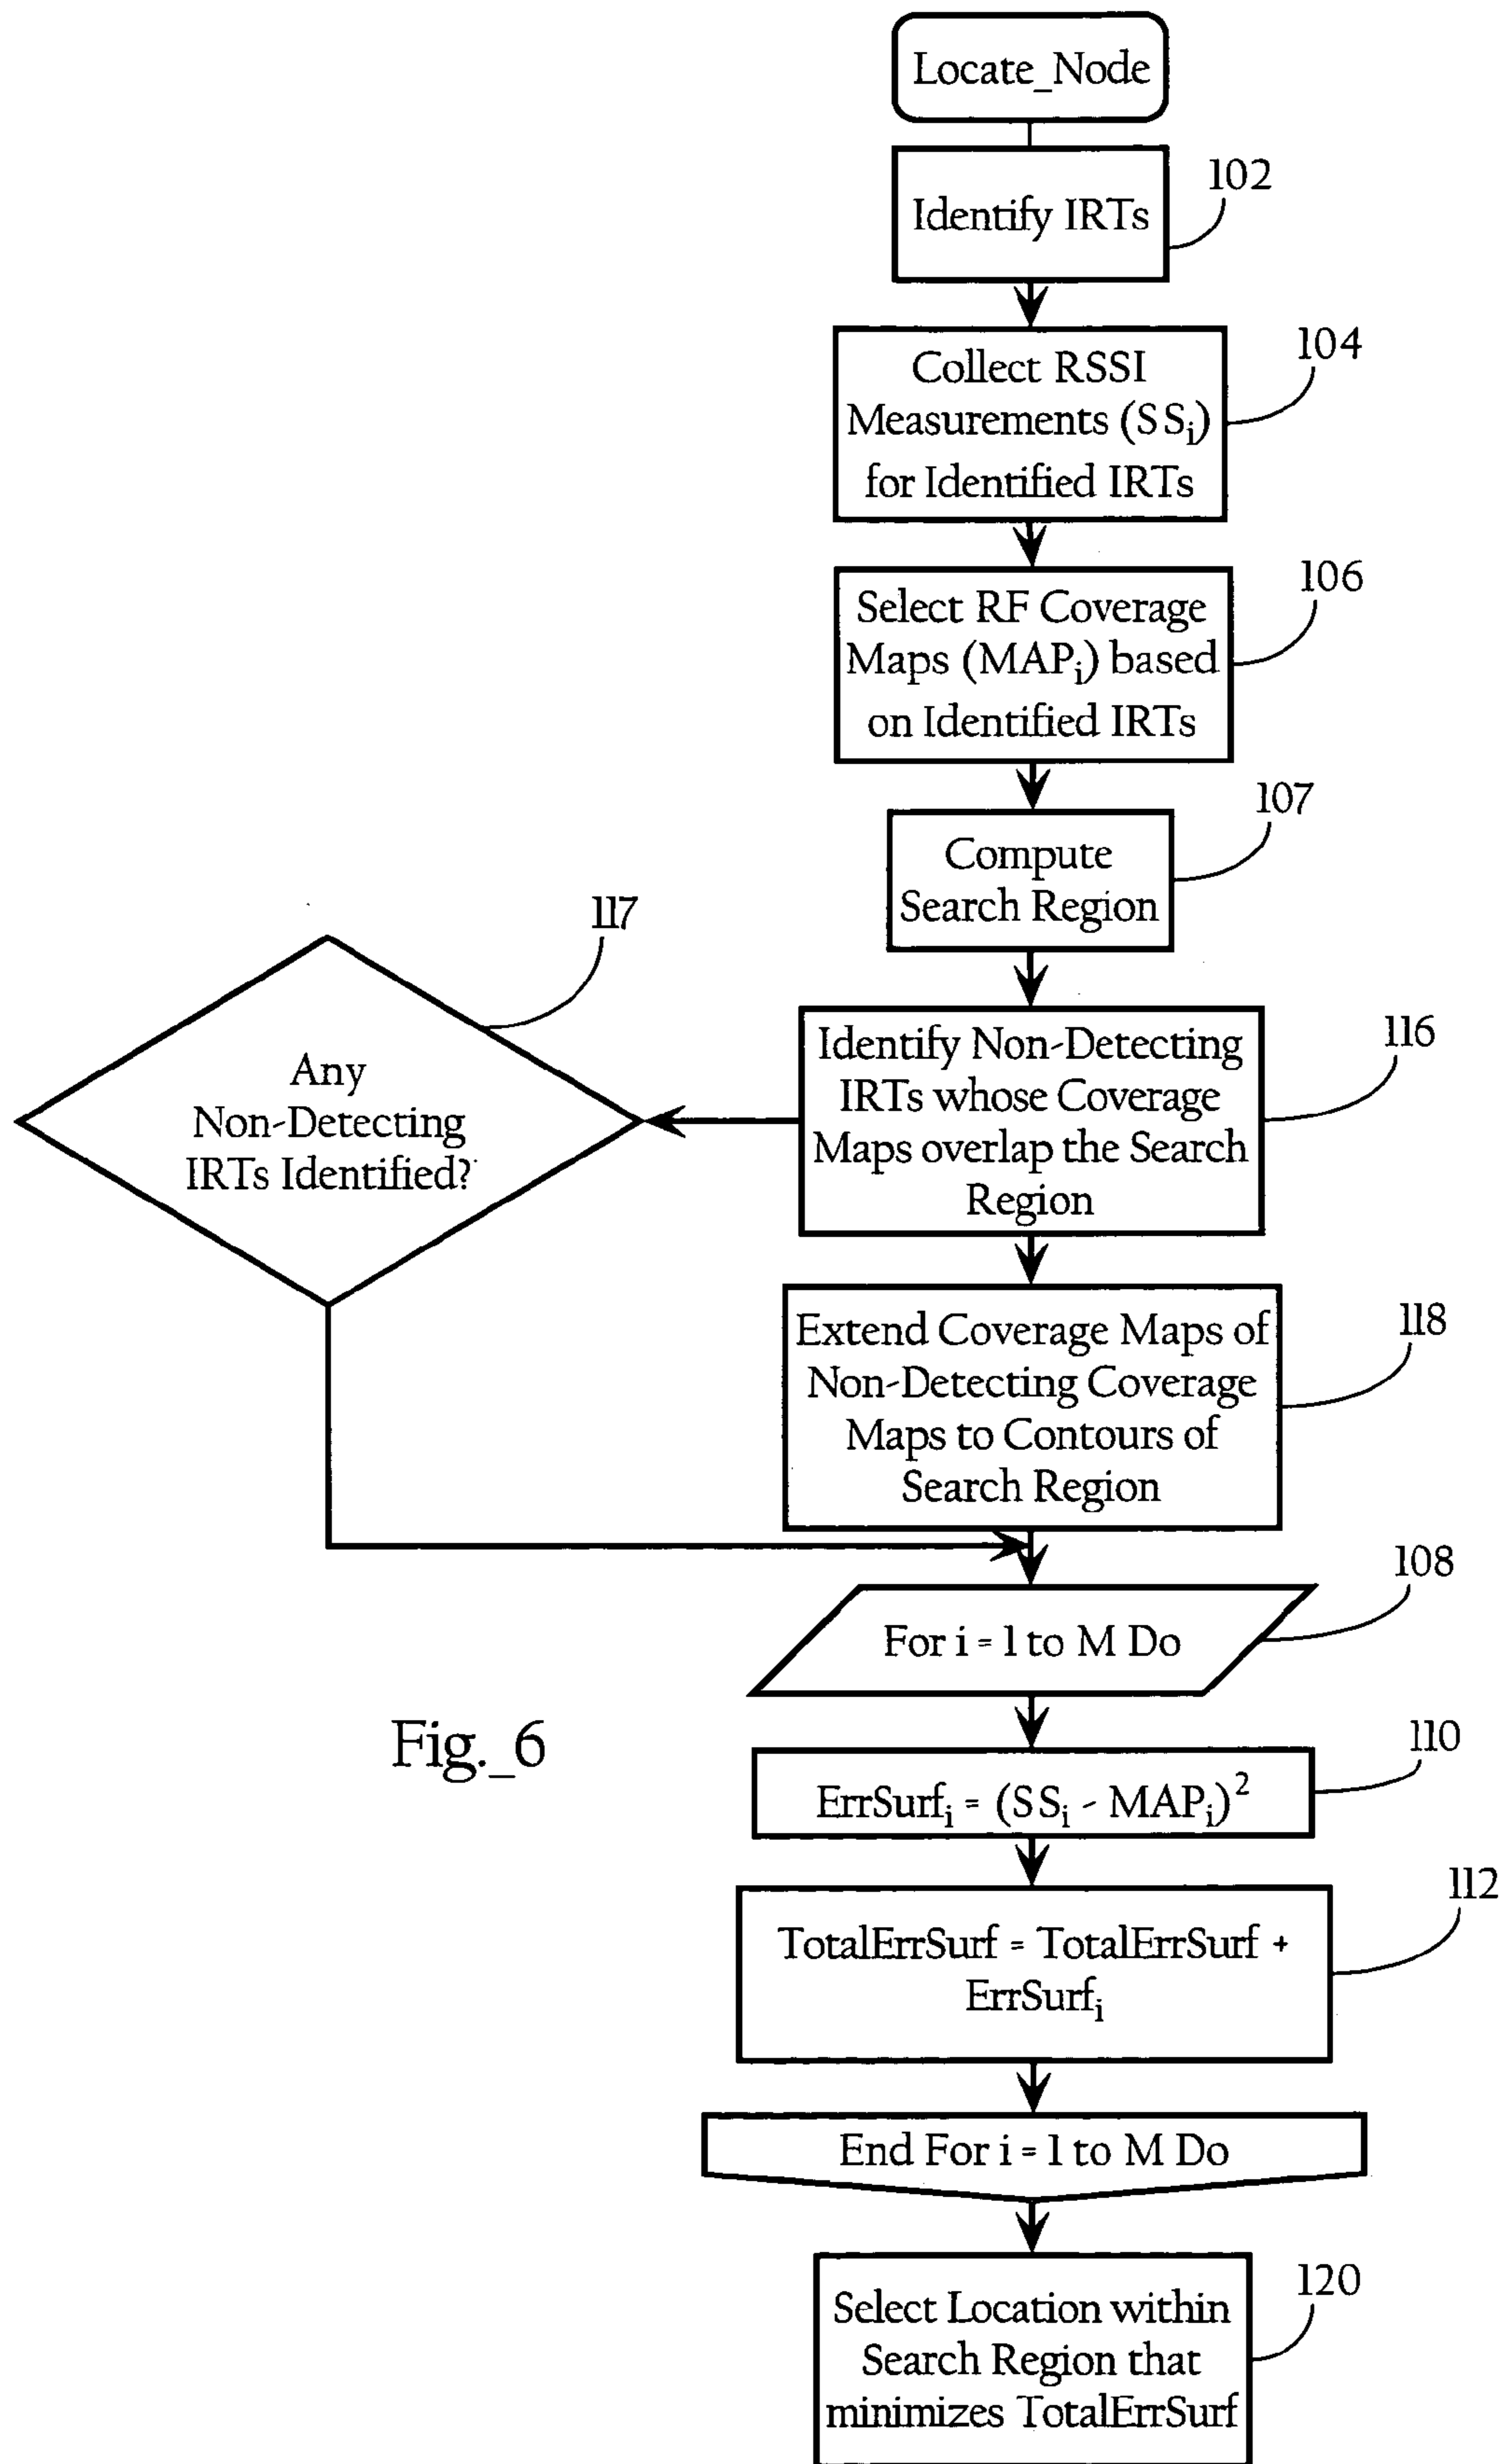 Locate_Node
102
Identify IRTs
104
Collect RSSI
Measurements (SSi)
for Identified IRTs
106
Select RF Coverage
Maps (MAPi) based
on Identified IRTs
107
Compute
Search Region
117
Any
Non-Detecting
IRTs Identified?
116
Identify Non-Detecting
IRTs whose Coverage
Maps overlap the Search
Region
118
Extend Coverage Maps of
Non-Detecting Coverage
Maps to Contours of
Search Region
108
For i = 1 to M Do
Fig._6
110
ErrSurfi = (SSi - MAPi)2
112
TotalErrSurf = TotalErrSurf +
ErrSurfi
End For i = 1 to M Do
120
Select Location within
Search Region that
minimizes TotalErrSurf